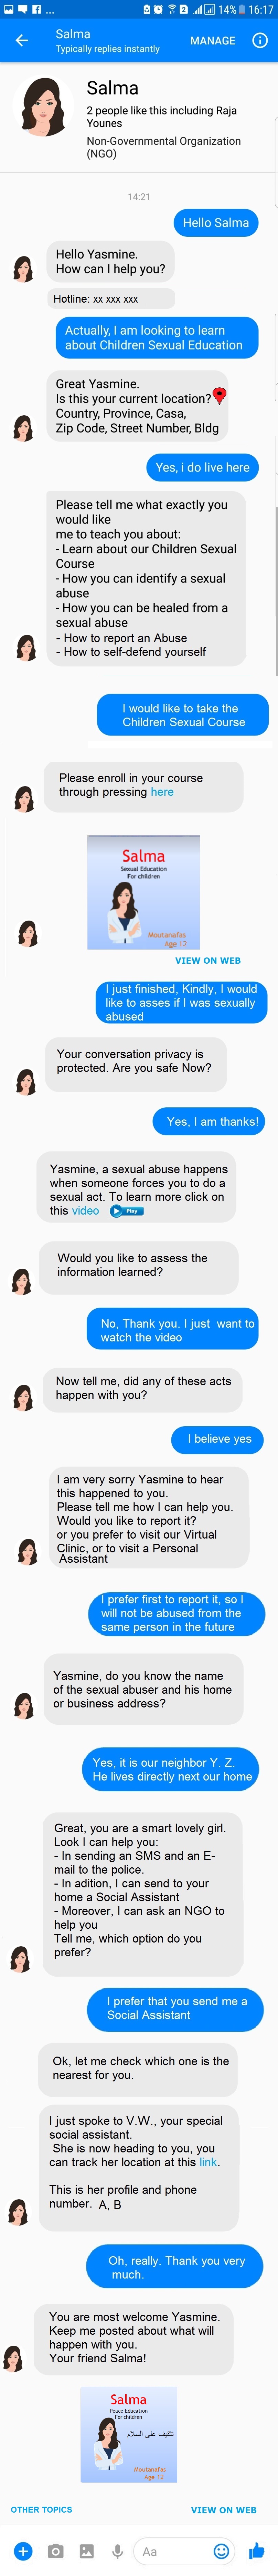 ... 2 14% 16:17
Salma
Typically replies instantly
MANAGE
Salma
2 people like this including Raja
Younes
Non-Governmental Organization
(NGO)
14:21
Hello Salma
Hello Yasmine.
How can I help you?
Hotline: xx xxx xxx
Actually, I am looking to learn
about Children Sexual Education
Great Yasmine.
Is this your current location?
Country, Province, Casa,
Zip Code, Street Number, Bldg
Yes, i do live here
Please tell me what exactly you
would like
me to teach you about:
- Learn about our Children Sexual
Course
- How you can identify a sexual
abuse
- How you can be healed from a
sexual abuse
- How to report an Abuse
- How to self-defend yourself
I would like to take the
Children Sexual Course
Please enroll in your course
through pressing here
Salma
Sexual Education
For children
Moutanafas
Age 12
VIEW ON WEB
I just finished, Kindly, I would
like to asses if I was sexually
abused
Your conversation privacy is
protected. Are you safe Now?
Yes, I am thanks!
Yasmine, a sexual abuse happens
when someone forces you to do a
sexual act. To learn more click on
this video Play
Would you like to assess the
information learned?
No, Thank you. I just want to
watch the video
Now tell me, did any of these acts
happen with you?
I believe yes
I am very sorry Yasmine to hear
this happened to you.
Please tell me how I can help you.
Would you like to report it?
or you prefer to visit our Virtual
Clinic, or to visit a Personal
Assistant
I prefer first to report it, so I
will not be abused from the
same person in the future
Yasmine, do you know the name
of the sexual abuser and his home
or business address?
Yes, it is our neighbor Y. Z.
He lives directly next our home
Great, you are a smart lovely girl.
Look I can help you:
- In sending an SMS and an E-
mail to the police.
- In adition, I can send to your
home a Social Assistant
- Moreover, I can ask an NGO to
help you
Tell me, which option do you
prefer?
I prefer that you send me a
Social Assistant
Ok, let me check which one is the
nearest for you.
I just spoke to V.W., your special
social assistant.
She is now heading to you, you
can track her location at this link.
This is her profile and phone
number. A, B
Oh, really. Thank you very
much.
You are most welcome Yasmine.
Keep me posted about what will
happen with you.
Your friend Salma!
Salma
Peace Education
For children
تثقيف على السلام
Moutanafas
Age 12
OTHER TOPICS VIEW ON WEB
Aa